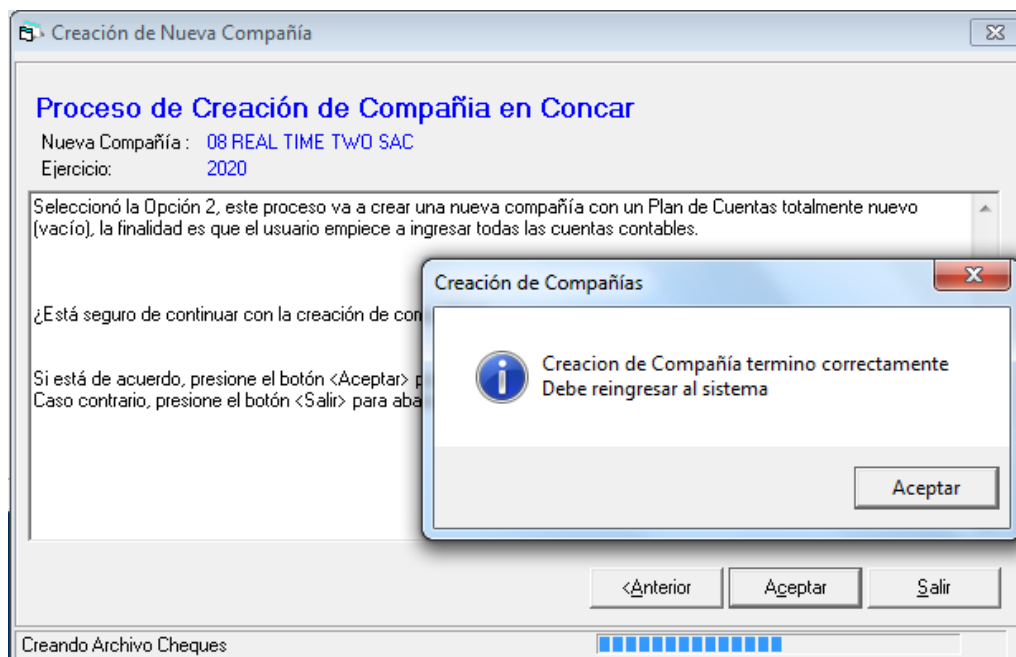 Creación de Nueva Compañía
Proceso de Creación de Compañia en Concar
Nueva Compañía : 08 REAL TIME TWO SAC
Ejercicio: 2020
Seleccionó la Opción 2, este proceso va a crear una nueva compañía con un Plan de Cuentas totalmente nuevo
(vacío), la finalidad es que el usuario empiece a ingresar todas las cuentas contables.
¿Está seguro de continuar con la creación de
Si está de acuerdo, presione el botón <Aceptar>
Caso contrario, presione el botón <Salir> para
Creación de Compañías
Creacion de Compañía termino correctamente
Debe reingresar al sistema
Aceptar
<Anterior
Aceptar
Salir
Creando Archivo Cheques